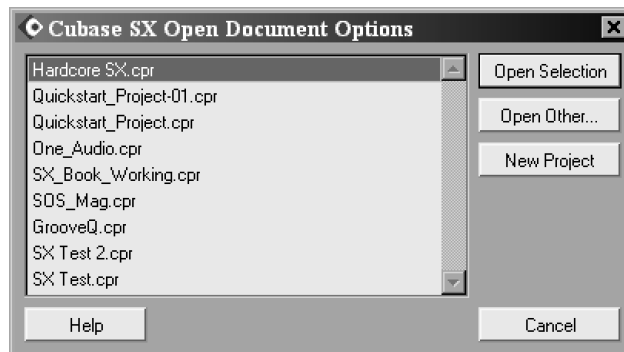 Cubase SX Open Document Options
Hardcore SX.cpr
Quickstart_Project-01.cpr
Quickstart_Project.cpr
One_Audio.cpr
SX_Book_Working.cpr
SOS_Mag.cpr
GrooveQ.cpr
SX Test 2.cpr
SX Test.cpr
Open Selection
Open Other...
New Project
Help
Cancel